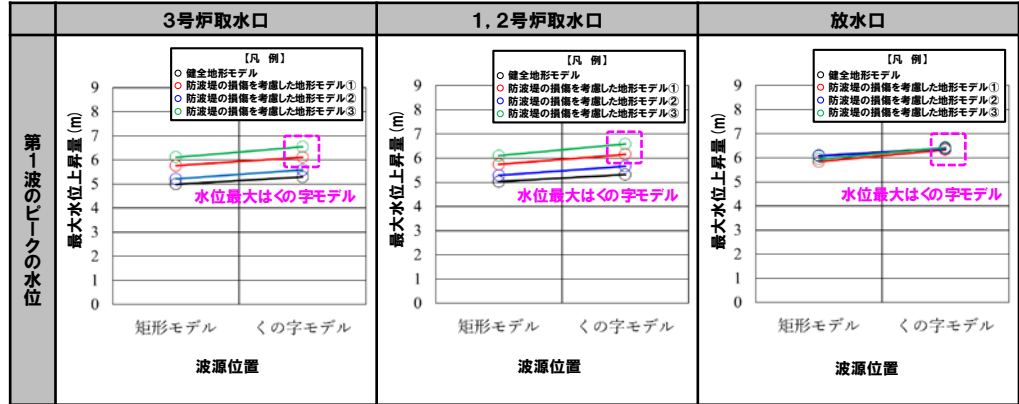 3号炉取水口
1，2号炉取水口
放水口
第1波のピークの水位
最大水位上昇量(m)
【凡 例】
健全地形モデル
防波堤の損傷を考慮した地形モデル①
防波堤の損傷を考慮した地形モデル②
防波堤の損傷を考慮した地形モデル③
9
8
7
6
5
4
3
2
1
0
水位最大はくの字モデル
矩形モデル くの字モデル
波源位置
最大水位上昇量(m)
【凡 例】
健全地形モデル
防波堤の損傷を考慮した地形モデル①
防波堤の損傷を考慮した地形モデル②
防波堤の損傷を考慮した地形モデル③
9
8
7
6
5
4
3
2
1
0
水位最大はくの字モデル
矩形モデル くの字モデル
波源位置
最大水位上昇量(m)
【凡 例】
健全地形モデル
防波堤の損傷を考慮した地形モデル①
防波堤の損傷を考慮した地形モデル②
防波堤の損傷を考慮した地形モデル③
9
8
7
6
5
4
3
2
1
0
水位最大はくの字モデル
矩形モデル くの字モデル
波源位置